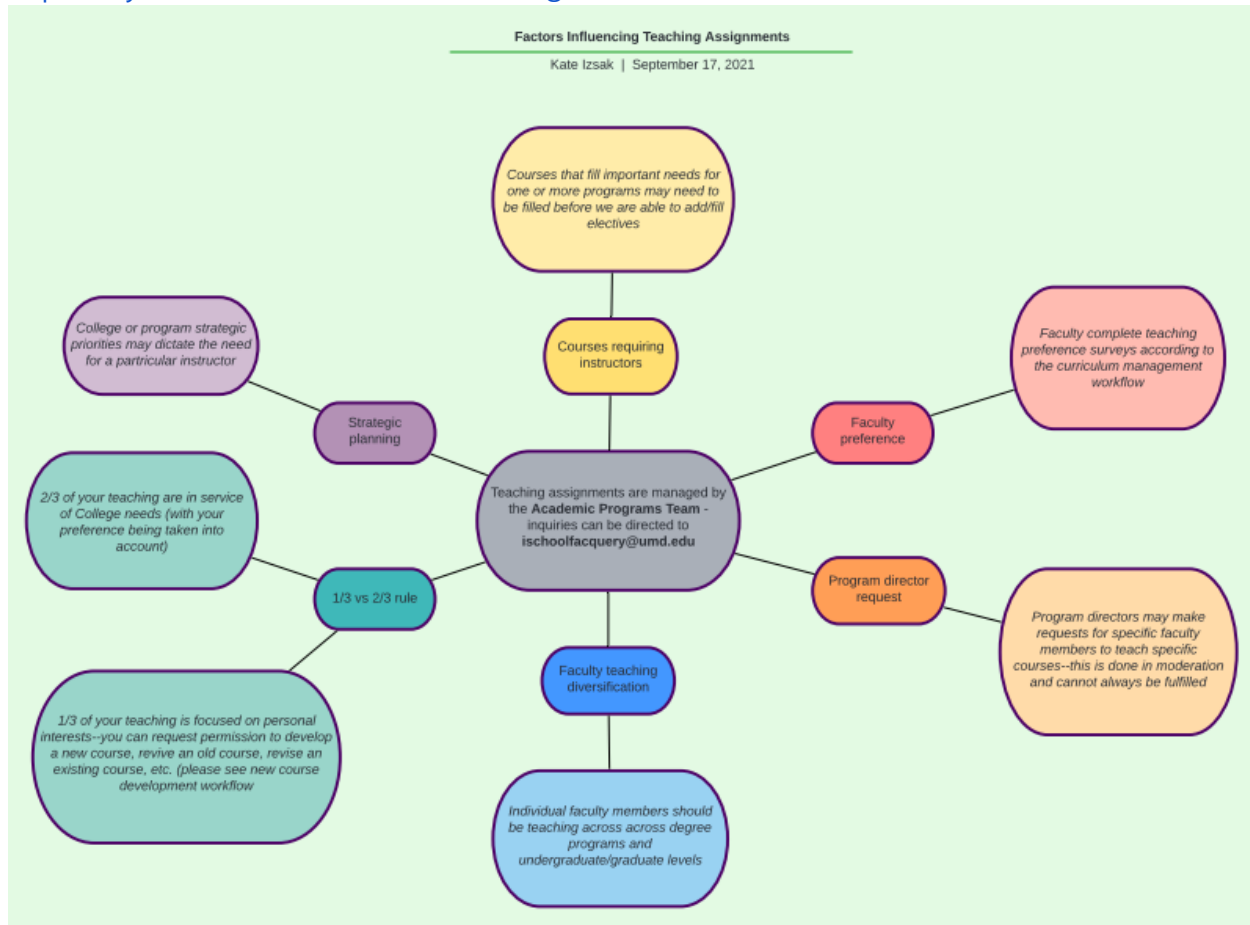 Factors Influencing Teaching Assignments
Kate Izsak | September 17, 2021
Courses that fill important needs for
one or more programs may need to
be filled before we are able to add/fill
electives
Courses requiring
instructors
College or program strategic
priorities may dictate the need
for a partricular instructor
Strategic
planning
Faculty complete teaching
preference surveys according to
the curriculum management
workflow
Faculty
preference
Teaching assignments are managed by
the Academic Programs Team -
inquiries can be directed to
ischoolfacquery@umd.edu
2/3 of your teaching are in service
of College needs (with your
preference being taken into
account)
1/3 vs 2/3 rule
1/3 of your teaching is focused on personal
interests--you can request permission to develop
a new course, revive an old course, revise an
existing course, etc. (please see new course
development workflow
Program director
request
Program directors may make
requests for specific faculty
members to teach specific
courses--this is done in moderation
and cannot always be fulfilled
Faculty teaching
diversification
Individual faculty members should
be teaching across across degree
programs and
undergraduate/graduate levels